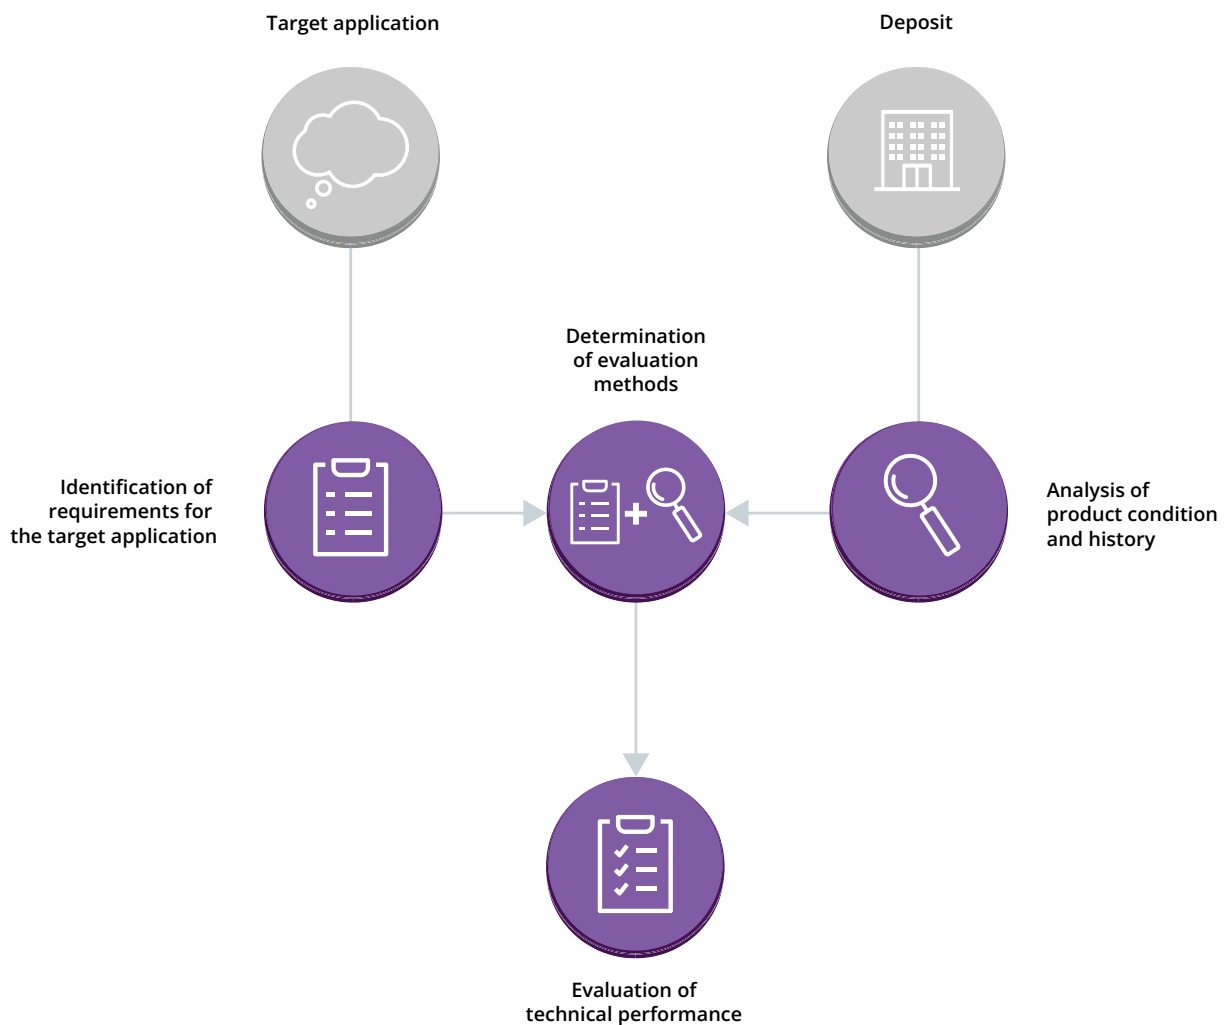 Target application
Deposit
Determination
of evaluation
methods
Identification of
requirements for
the target application
Analysis of
product condition
and history
Evaluation of
technical performance